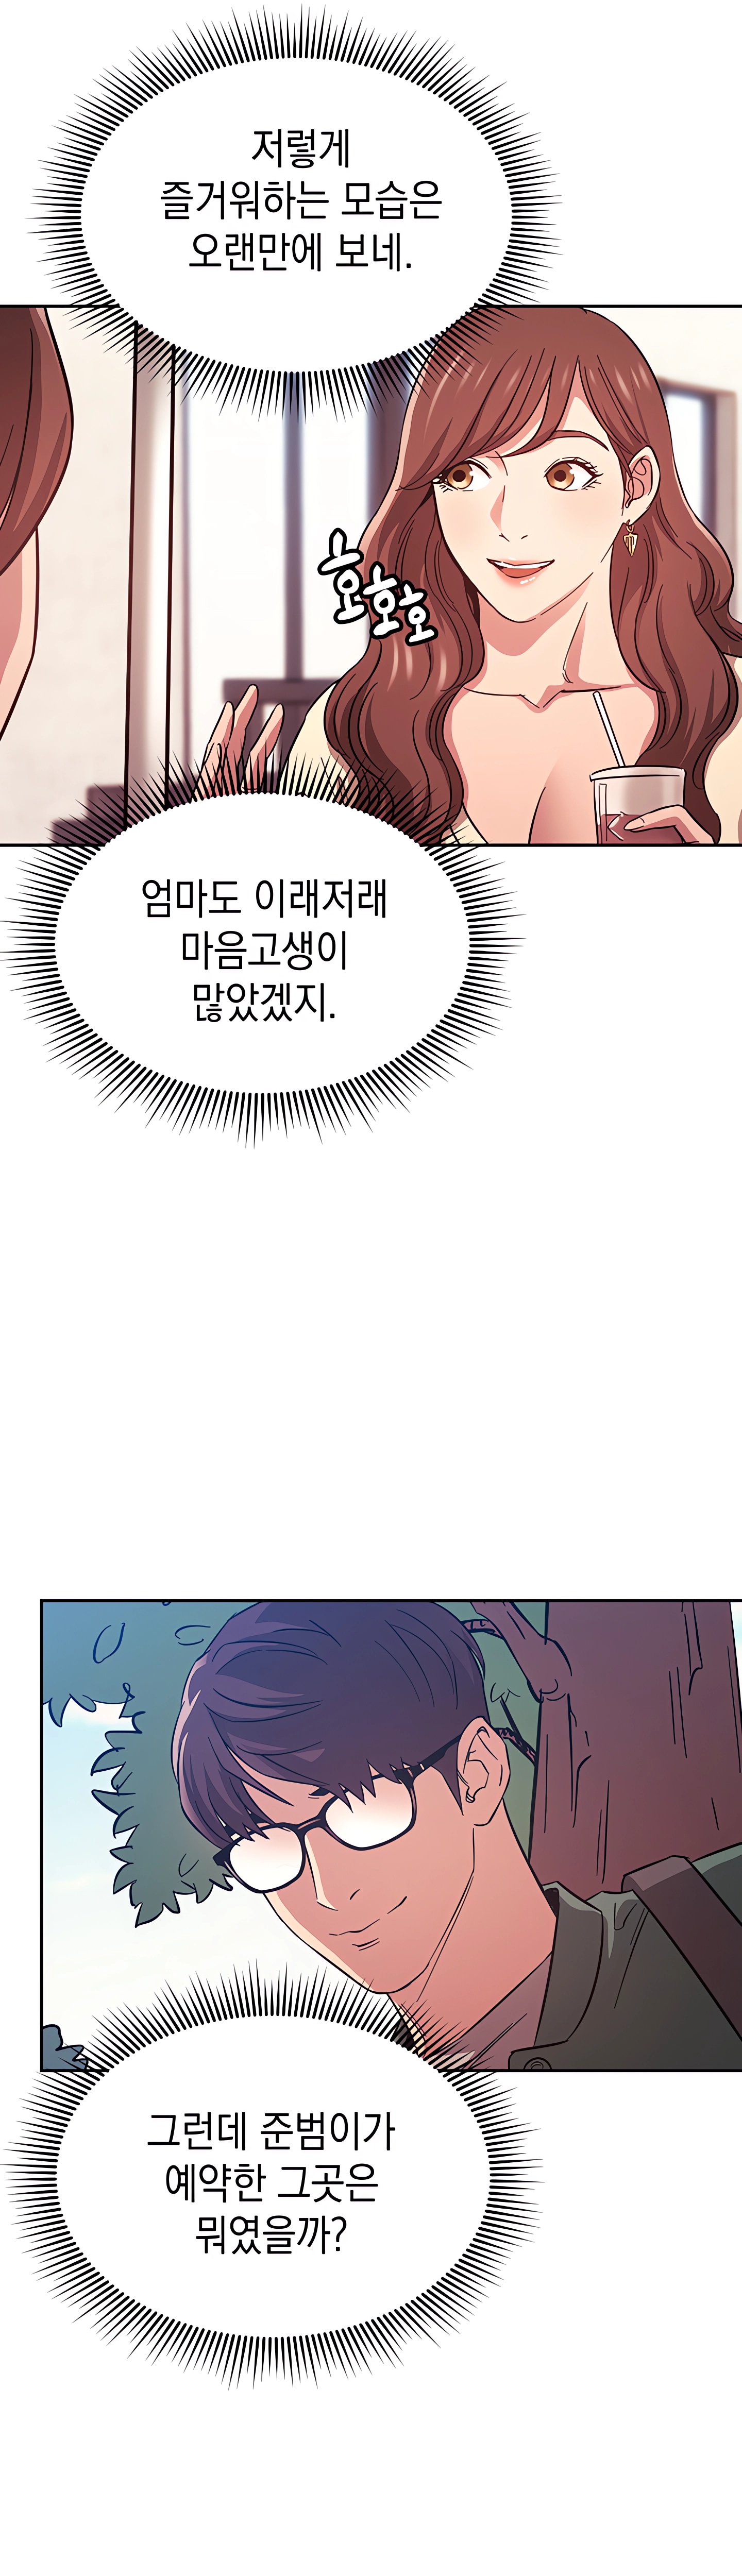 저렇게
즐거워하는 모습은
오랜만에 보네.
호호호
엄마도 이래저래
마음고생이
많았겠지.
그런데 준범이가
예약한 그곳은
뭐였을까?